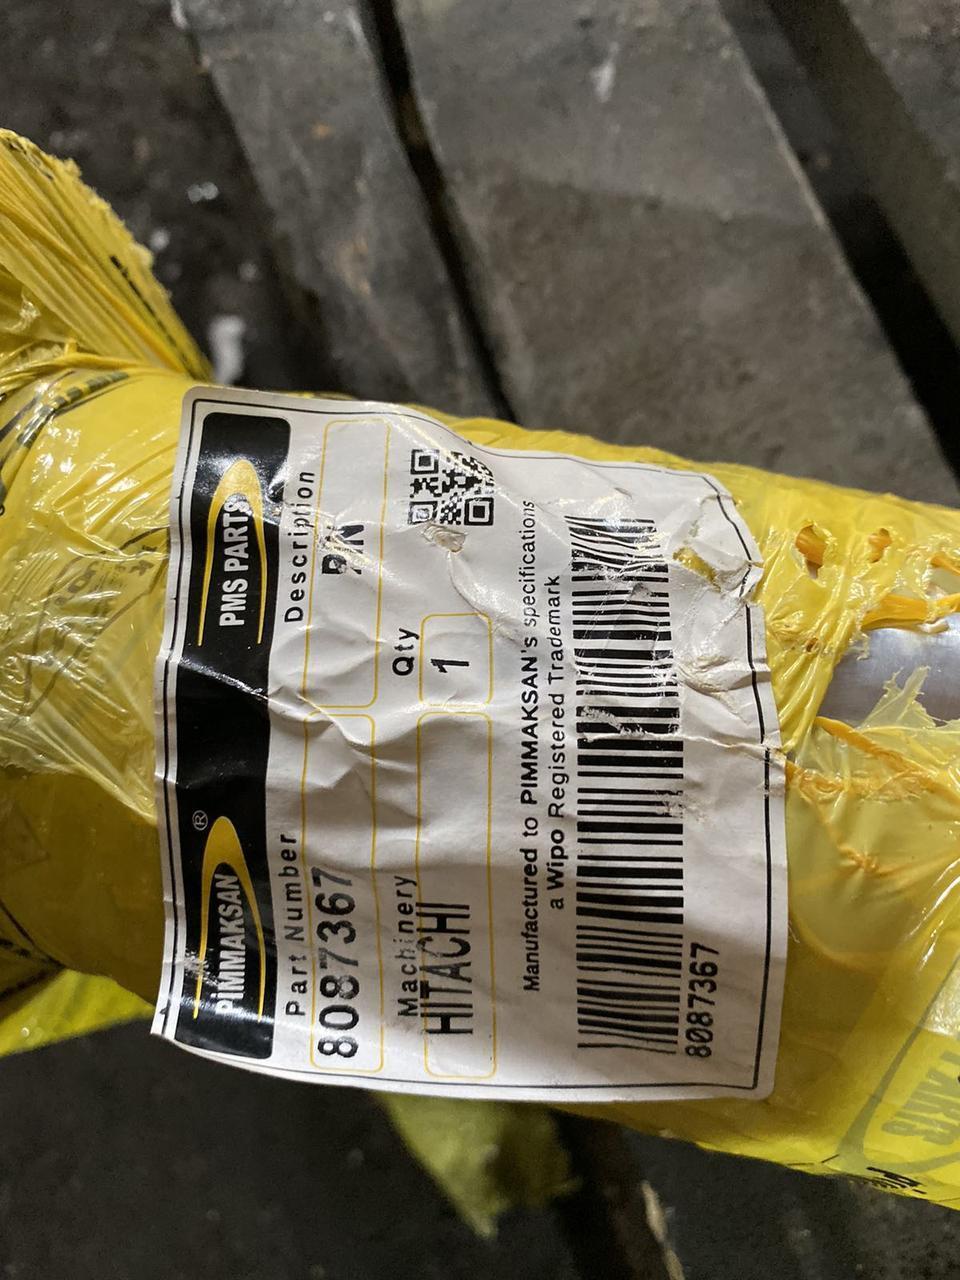 PiMMAKSAN® PMS PARTS
Part Number Description
8087367 PIN
Machinery Qty
HITACHI 1
Manufactured to PIMMAKSAN's specifications
a Wipo Registered Trademark
8087367
PARTS